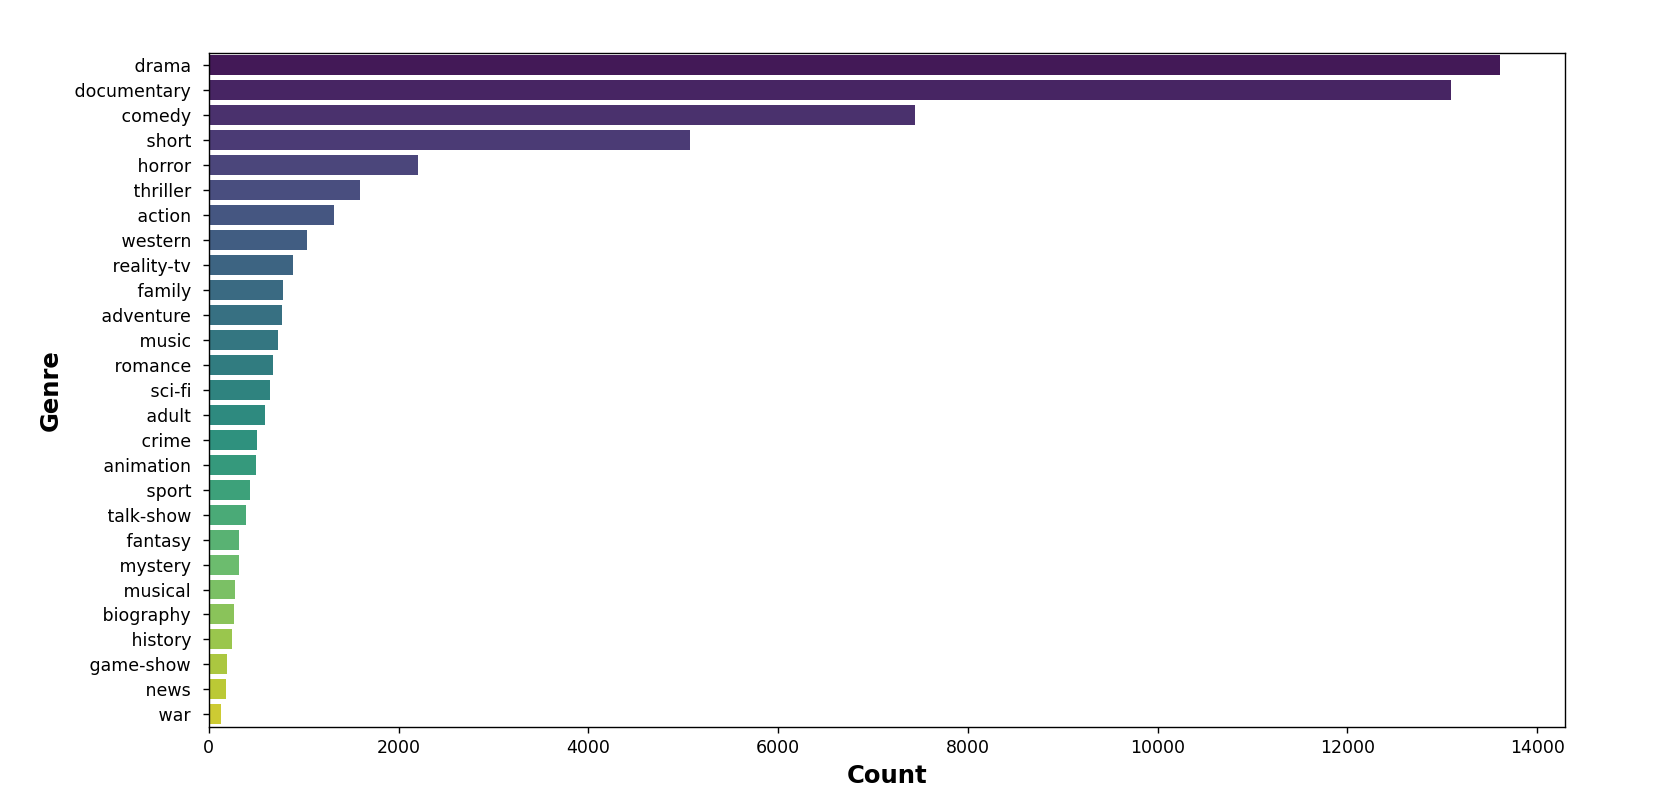 drama
documentary
comedy
short
horror
thriller
action
western
reality-tv
family
adventure
music
romance
sci-fi
adult
crime
animation
sport
talk-show
fantasy
mystery
musical
biography
history
game-show
news
war
Genre
0 2000 4000 6000 8000 10000 12000 14000
Count